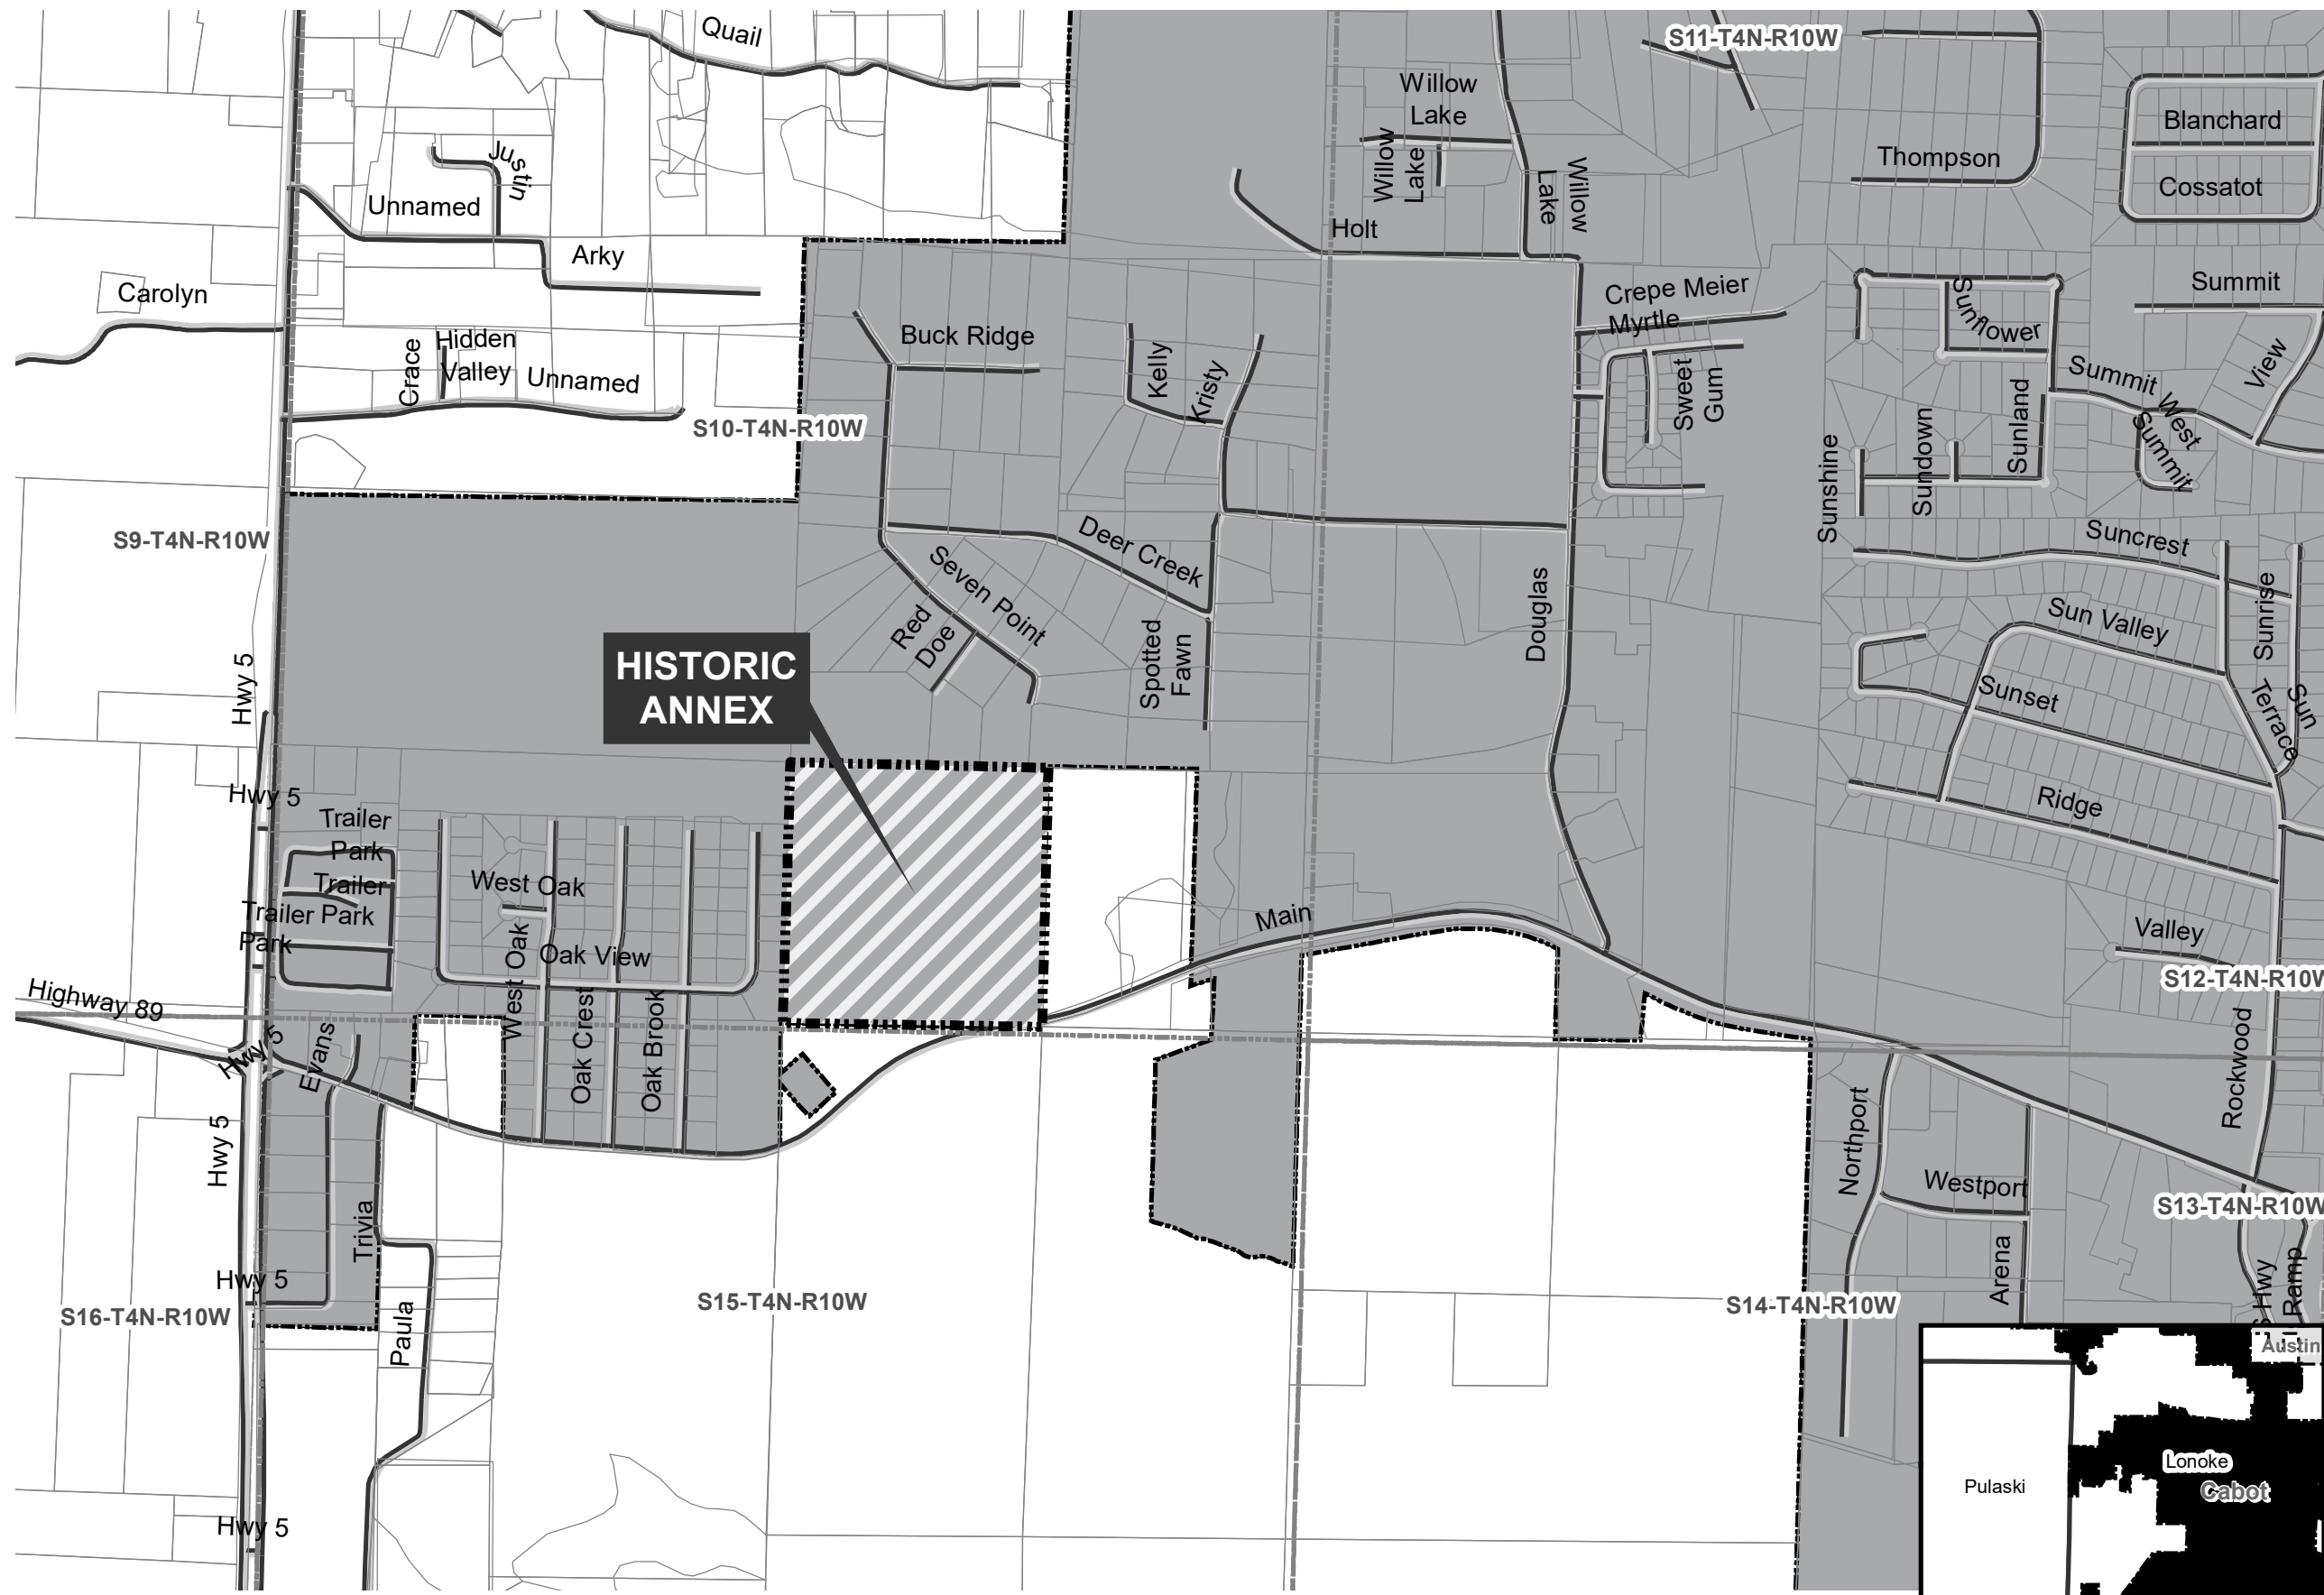 Quail
S11-T4N-R10W
Willow
Lake
Willow
Lake
Willow
Lake
Blanchard
Thompson
Cossatot
Justin
Unnamed
Holt
Arky
Carolyn
Crepe Meier
Myrtle
Sunflower
Summit
Hidden
Valley
Crace
Unnamed
Buck Ridge
Kelly
Kristy
Sweet
Gum
Summit West
View
Summit
S10-T4N-R10W
Sunshine
Sundown
Sunland
S9-T4N-R10W
Deer Creek
Suncrest
Seven Point
Red
Doe
Spotted
Fawn
Douglas
Sun Valley
Sunrise
HISTORIC
ANNEX
Hwy 5
Sunset
Sun
Terrace
Hwy 5
Ridge
Trailer
Park
Trailer
Trailer Park
Park
West Oak
West Oak
Oak View
Main
Valley
S12-T4N-R10W
Highway 89
Hwy 5
Evans
Oak Crest
Oak Brook
Rockwood
Hwy 5
Northport
Westport
S13-T4N-R10W
Trivia
Arena
Hwy 5
S16-T4N-R10W
Paula
S15-T4N-R10W
S14-T4N-R10W
Hwy
Ramp
Austin
Lonoke
Pulaski
Cabot
Hwy 5